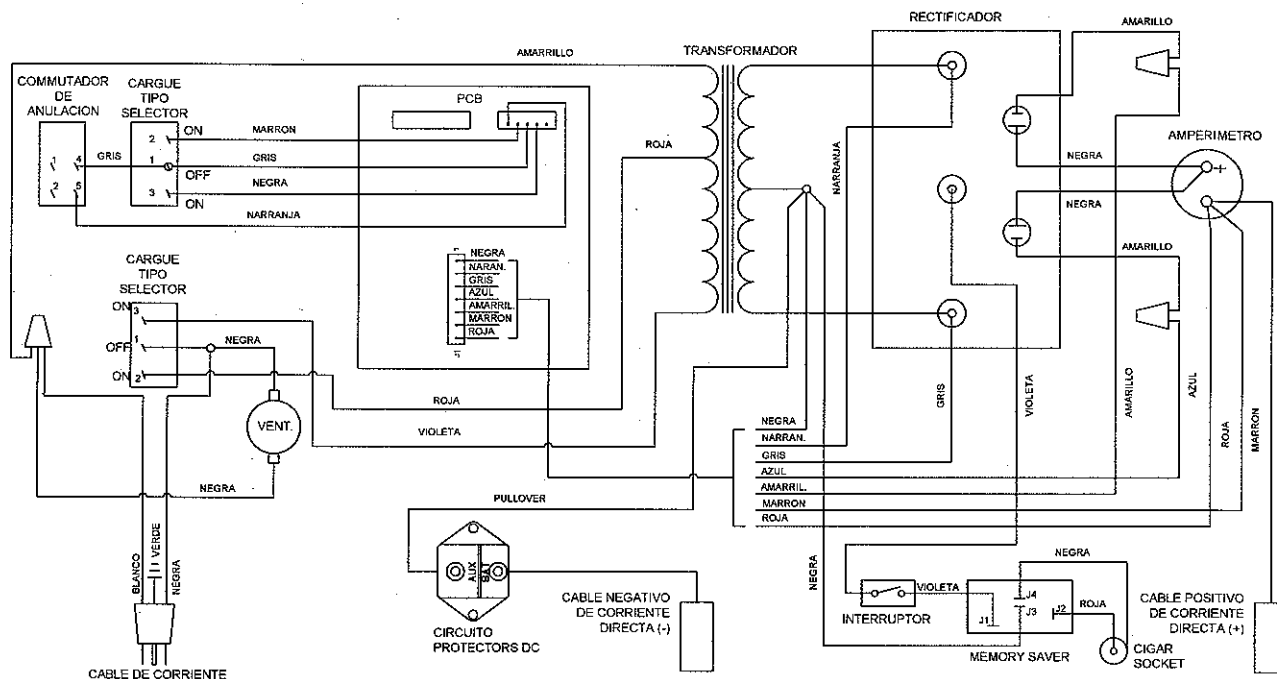 RECTIFICADOR
AMARILLO
AMARRILLO
TRANSFORMADOR
COMMUTADOR
DE
ANULACION
CARGUE
TIPO
SELECTOR
PCB
2
ON
MARRON
1
4
GRIS
1
GRIS
OFF
ROJA
NARRANJA
NEGRA
AMPERIMETRO
+
-
2
5
3
NEGRA
ON
NARRANJA
NEGRA
AMARILLO
CARGUE
TIPO
SELECTOR
NEGRA
NARAN.
GRIS
AZUL
AMARRIL.
MARRON
ROJA
ON
3
OFF
1
NEGRA
ON
2
ROJA
VENT.
VIOLETA
GRIS
VIOLETA
AMARILLO
AZUL
ROJA
MARRON
NEGRA
NARRAN.
GRIS
AZUL
AMARRIL.
MARRON
ROJA
NEGRA
PULLOVER
BLANCO
VERDE
NEGRA
AUX
BAT
NEGRA
NEGRA
CABLE NEGATIVO
DE CORRIENTE
DIRECTA (-)
CIRCUITO
PROTECTORS DC
INTERRUPTOR
VIOLETA
J1
J4
J3
J2
ROJA
MEMORY SAVER
CIGAR
SOCKET
CABLE POSITIVO
DE CORRIENTE
DIRECTA (+)
CABLE DE CORRIENTE